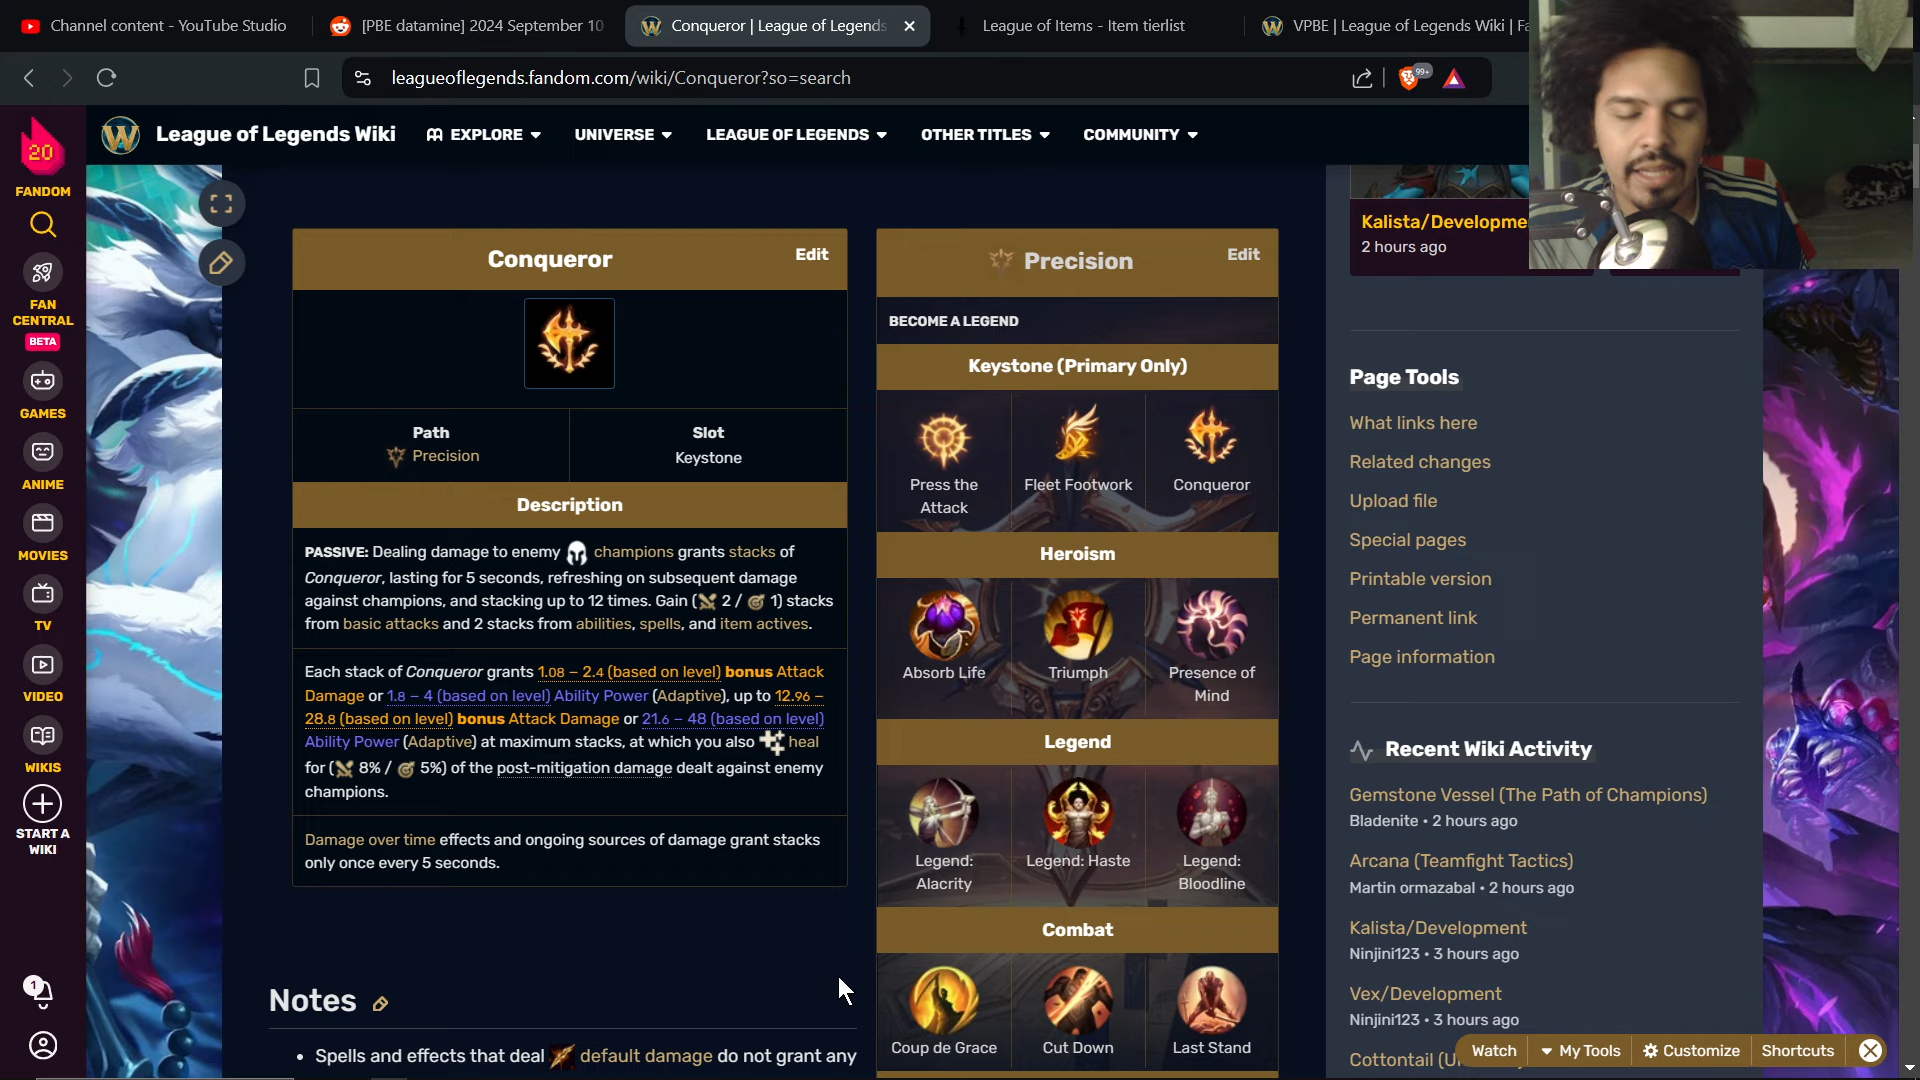 Channel content - YouTube Studio
[PBE datamine] 2024 September 10
Conqueror | League of Legends
League of Items - Item tierlist
VPBE | League of Legends Wiki | Fa
leagueoflegends.fandom.com/wiki/Conqueror?so=search
99+
20
FANDOM
FAN
CENTRAL
BETA
GAMES
ANIME
MOVIES
TV
VIDEO
WIKIS
START A
WIKI
1
League of Legends Wiki
EXPLORE
UNIVERSE
LEAGUE OF LEGENDS
OTHER TITLES
COMMUNITY
Conqueror
Edit
Path
Precision
Slot
Keystone
Description
PASSIVE: Dealing damage to enemy champions grants stacks of
Conqueror, lasting for 5 seconds, refreshing on subsequent damage
against champions, and stacking up to 12 times. Gain ( 2 / 1) stacks
from basic attacks and 2 stacks from abilities, spells, and item actives.
Each stack of Conqueror grants 1.08 – 2.4 (based on level) bonus Attack
Damage or 1.8 – 4 (based on level) Ability Power (Adaptive), up to 12.96 –
28.8 (based on level) bonus Attack Damage or 21.6 – 48 (based on level)
Ability Power (Adaptive) at maximum stacks, at which you also heal
for ( 8% / 5%) of the post-mitigation damage dealt against enemy
champions.
Damage over time effects and ongoing sources of damage grant stacks
only once every 5 seconds.
Notes
• Spells and effects that deal default damage do not grant any
Precision
Edit
BECOME A LEGEND
Keystone (Primary Only)
Press the
Attack
Fleet Footwork
Conqueror
Heroism
Absorb Life
Triumph
Presence of
Mind
Legend
Legend:
Alacrity
Legend: Haste
Legend:
Bloodline
Combat
Coup de Grace
Cut Down
Last Stand
Kalista/Developme
2 hours ago
Page Tools
What links here
Related changes
Upload file
Special pages
Printable version
Permanent link
Page information
Recent Wiki Activity
Gemstone Vessel (The Path of Champions)
Bladenite • 2 hours ago
Arcana (Teamfight Tactics)
Martin ormazabal • 2 hours ago
Kalista/Development
Ninjini123 • 3 hours ago
Vex/Development
Ninjini123 • 3 hours ago
Cottontail (U
Watch
My Tools
Customize
Shortcuts